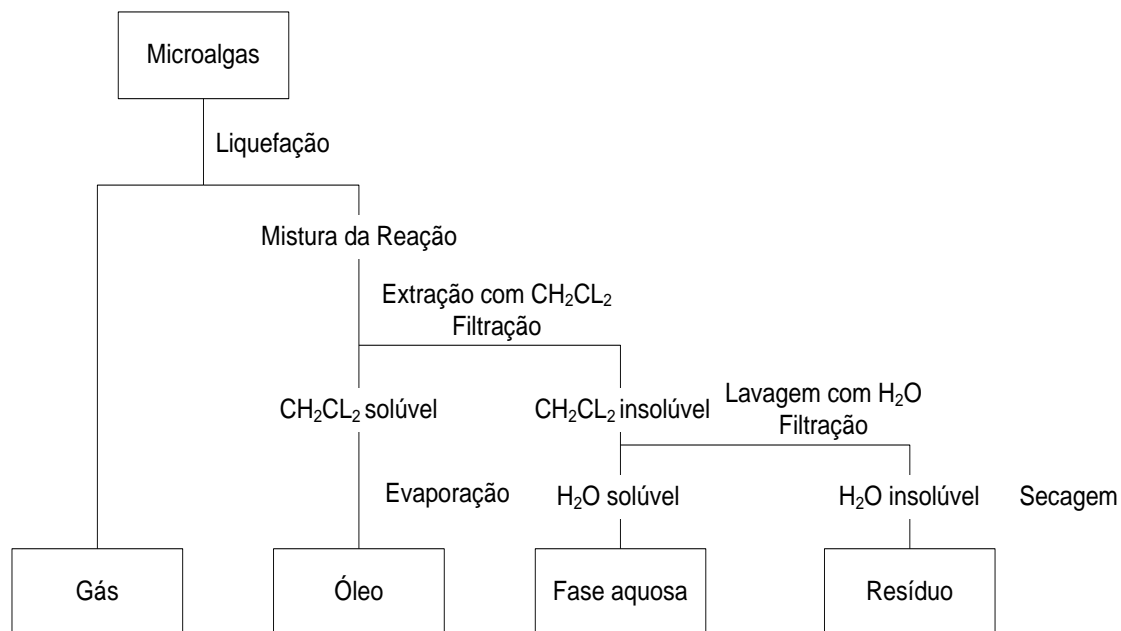 Microalgas
Liquefação
Mistura da Reação
Extração com CH₂CL₂
Filtração
CH₂CL₂ solúvel
CH₂CL₂ insolúvel
Lavagem com H₂O
Filtração
Evaporação
H₂O solúvel
H₂O insolúvel
Secagem
Gás
Óleo
Fase aquosa
Resíduo